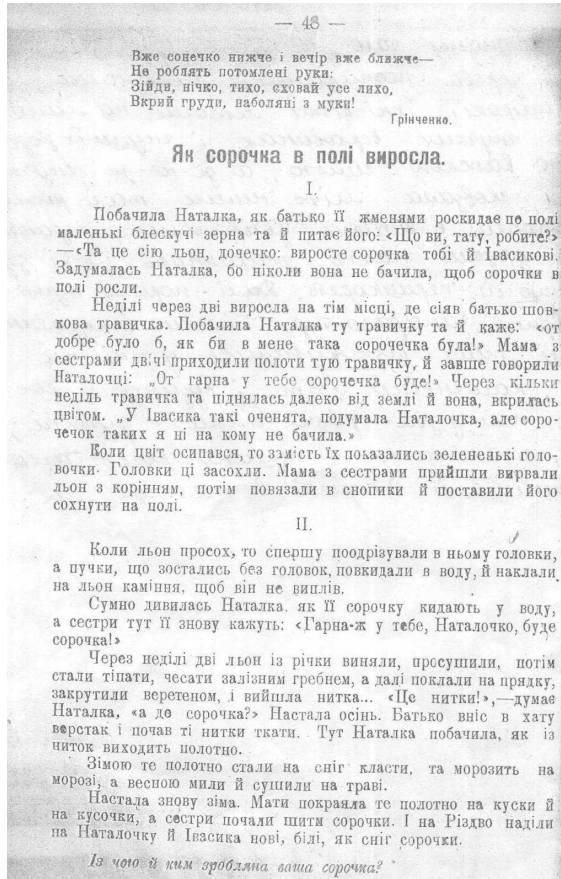 — 48 —
Вже сонечко нижче і вечір вже ближче—
Не роблять потомлені руки:
Зійди, нічко, тихо, сховай усе лихо,
Вкрий груди, наболяні з муки!
Грінченко.
Як сорочка в полі виросла.
I.
Побачила Наталка, як батько її жменями роскидає по полі
маленькі блескучі зерна та й питає його: «Що ви, тату, робите?»
—«Та це сію льон, дочечко: виросте сорочка тобі й Івасикові.
Задумалась Наталка, бо ніколи вона не бачила, щоб сорочки в
полі росли.
Неділі через дві виросла на тім місці, де сіяв батько шов-
кова травичка. Побачила Наталка ту травичку та й каже: «от
добре було б, як би в мене така сорочечка була!» Мама з
сестрами двічі приходили полоти тую травичку, й завше говорили
Наталочці: „От гарна у тебе сорочечка буде!» Через кільки
неділь травичка та піднялась далеко від землі й вона, вкрилась
цвітом. „У Івасика такі оченята, подумала Наталочка, але соро-
чечок таких я ні на кому не бачила.»
Коли цвіт осипався, то замість їх показались зелененькі голо-
вочки. Головки ці засохли. Мама з сестрами прийшли вирвали
льон з корінням, потім повязали в снопики й поставили його
сохнути на полі.
II.
Коли льон просох, то спершу поодрізували в ньому головки,
а пучки, що зостались без головок, повкидали в воду, й наклали
на льон каміння, щоб він не виплів.
Сумно дивилась Наталка. як її сорочку кидають у воду,
а сестри тут її знову кажуть: «Гарна-ж у тебе, Наталочко, буде
сорочка!»
Через неділі дві льон із річки виняли, просушили, потім
стали тіпати, чесати залізним гребнем, а далі поклали на прядку,
закрутили веретеном, і вийшла нитка... «Це нитки!»,—думає
Наталка, «а де сорочка?» Настала осінь. Батько вніс в хату
верстак і почав ті нитки ткати. Тут Наталка побачила, як із
ниток виходить полотно.
Зімою те полотно стали на сніг класти, та морозить на
морозі, а весною мили й сушили на траві.
Настала знову зіма. Мати покраяла те полотно на куски й
на кусочки, а сестри почали шити сорочки. І на Різдво наділи
на Наталочку й Івасика нові, білі, як сніг сорочки.
Із чого й ким зробляна ваша сорочка?